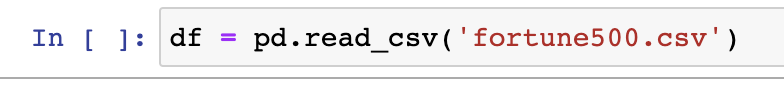 In [ ]: df = pd.read_csv('fortune500.csv')